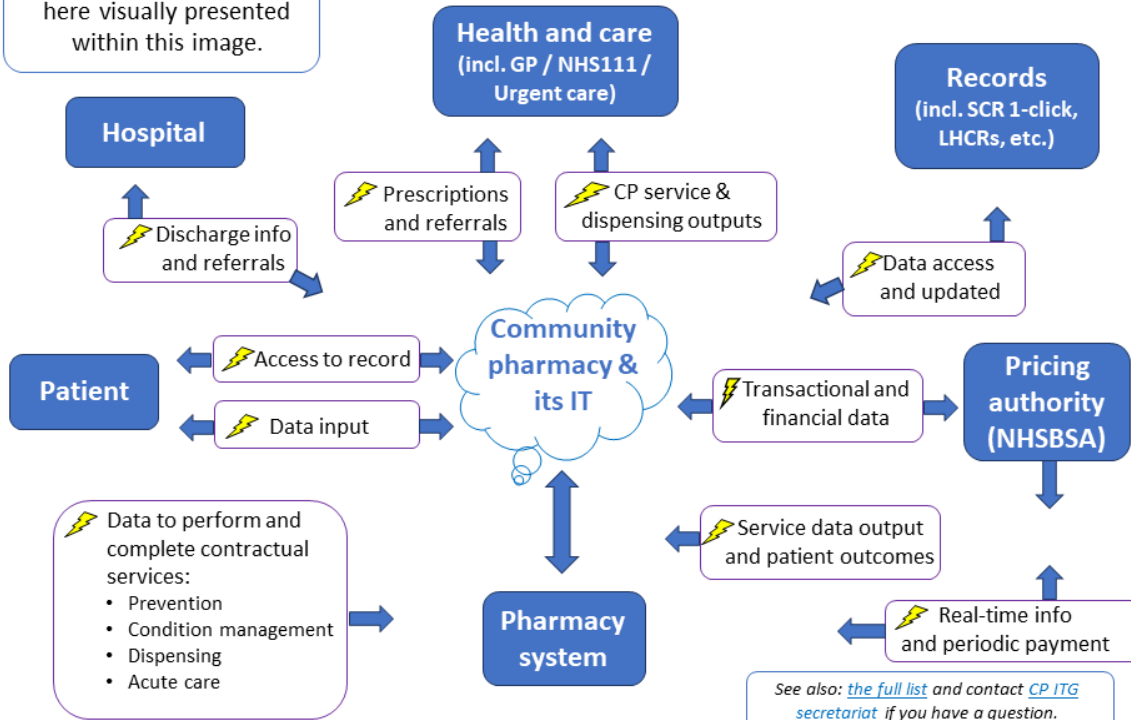 here visually presented
within this image.
Health and care
(incl. GP / NHS111 /
Urgent care)
Records
(incl. SCR 1-click,
LHCRs, etc.)
Hospital
Prescriptions
and referrals
CP service &
dispensing outputs
Discharge info
and referrals
Data access
and updated
Community
pharmacy &
its IT
Access to record
Patient
Data input
Transactional and
financial data
Pricing
authority
(NHSBSA)
Data to perform and
complete contractual
services:
• Prevention
• Condition management
• Dispensing
• Acute care
Service data output
and patient outcomes
Pharmacy
system
Real-time info
and periodic payment
See also: the full list and contact CP ITG
secretariat if you have a question.